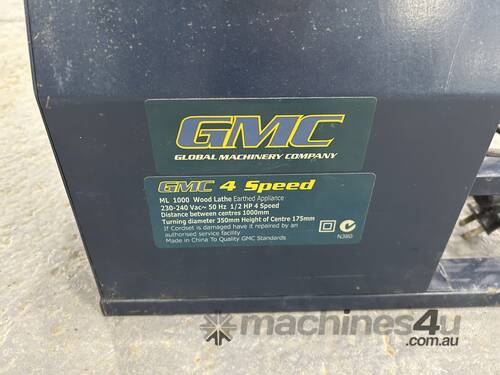 GMC
GLOBAL MACHINERY COMPANY
GMC 4 Speed
ML 1000 Wood Lathe Earthed Appliance
230-240 Vac~ 50 Hz 1/2 HP 4 Speed
Distance between centres 1000mm
Turning diameter 350mm Height of Centre 175mm
If Cordset is damaged have it repaired by an
authorised service facility
Made in China To Quality GMC Standards
N380
machines4u
.com.au